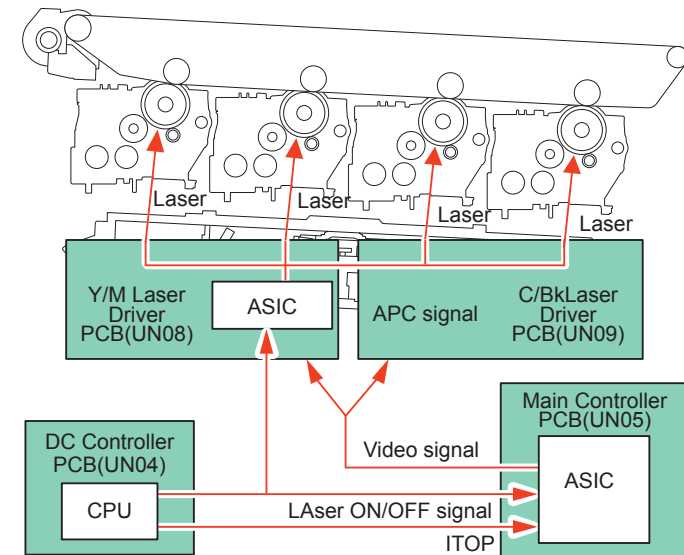 Laser
Laser
Laser
Laser
Y/M Laser
Driver
PCB(UN08)
ASIC
APC signal
C/BkLaser
Driver
PCB(UN09)
Main Controller
PCB(UN05)
ASIC
Video signal
DC Controller
PCB(UN04)
CPU
LAser ON/OFF signal
ITOP